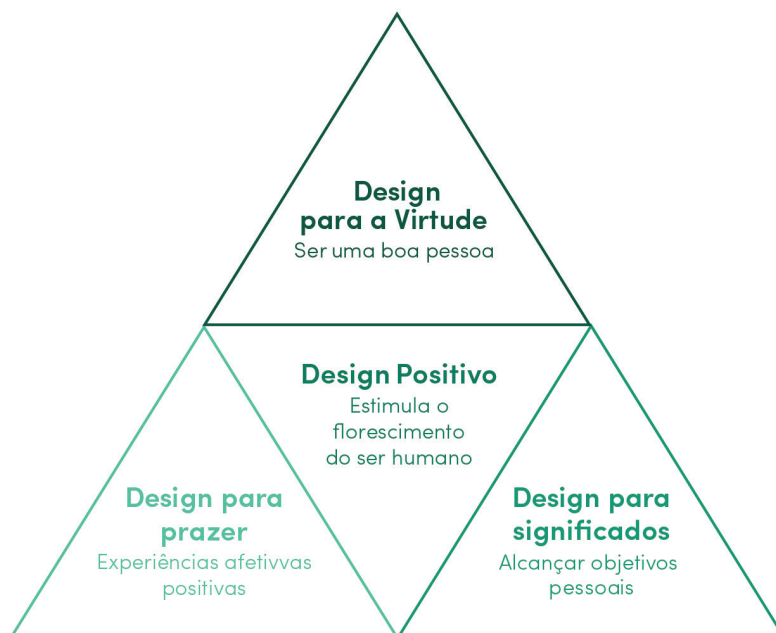 Design
para a Virtude
Ser uma boa pessoa
Design Positivo
Estimula o
florescimento
do ser humano
Design para
prazer
Experiências afetivvas
positivas
Design para
significados
Alcançar objetivos
pessoais